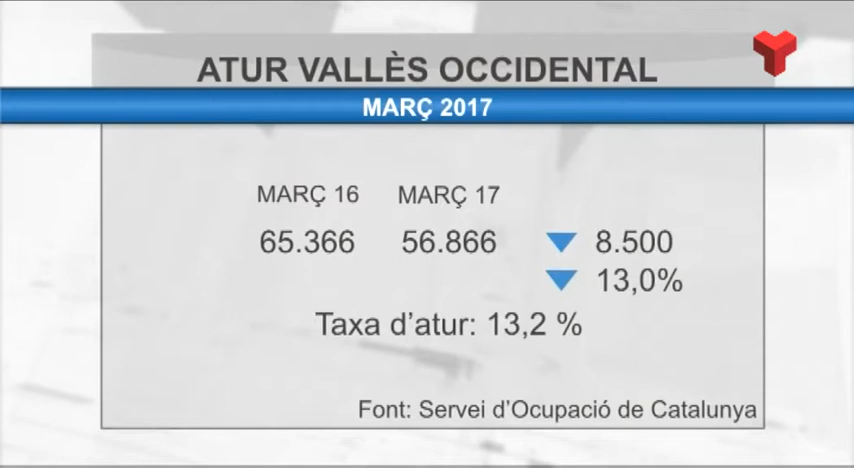 ATUR VALLÈS OCCIDENTAL
MARÇ 2017
MARÇ 16 MARÇ 17
65.366 56.866 8.500
13,0%
Taxa d’atur: 13,2 %
Font: Servei d’Ocupació de Catalunya